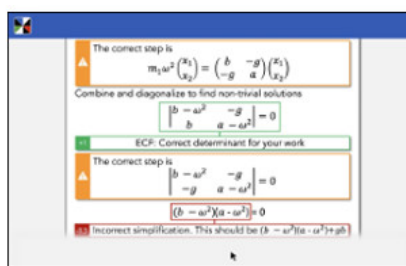 The correct step is
m₁ω² (x₁ x₂) = (b −g −g a) (x₁ x₂)
Combine and diagonalize to find non-trivial solutions
|b − ω² −g b a − ω²| = 0
ECF: Correct determinant for your work
The correct step is
|b − ω² −g −g a − ω²| = 0
(b − ω²)(a - ω²) = 0
Incorrect simplification. This should be (b − ω²)(a - ω²)+gb